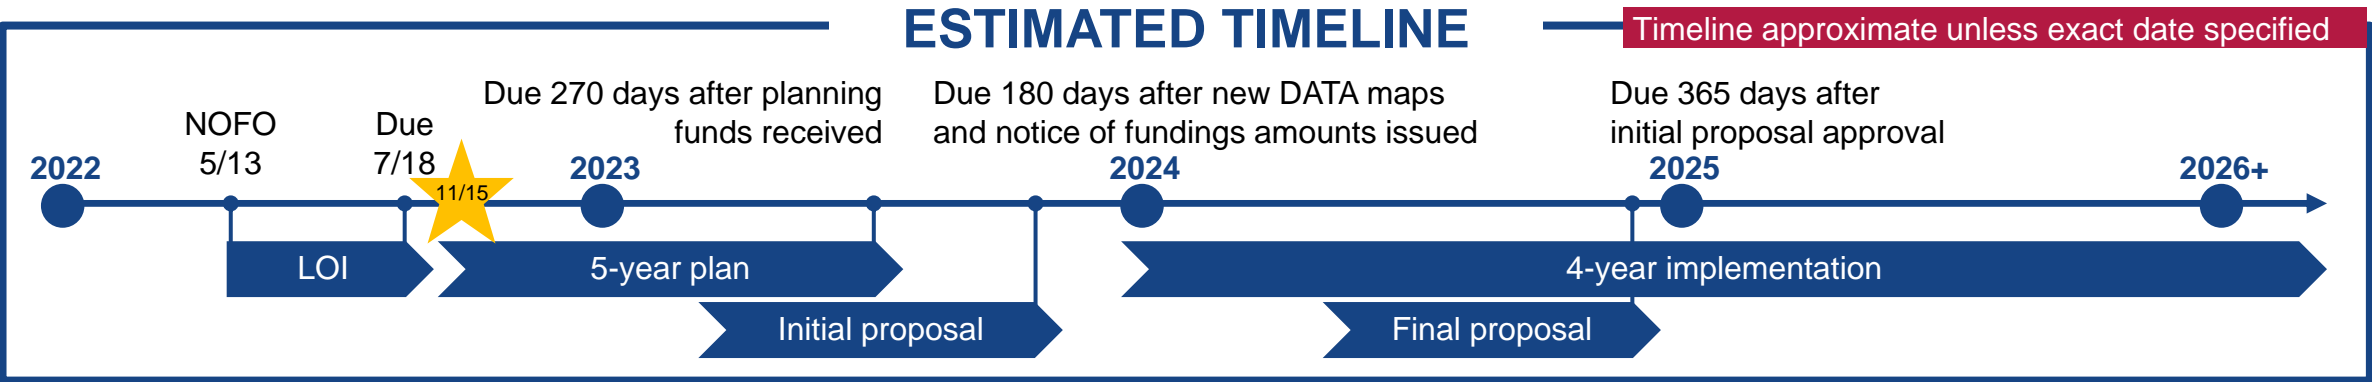 ESTIMATED TIMELINE
Timeline approximate unless exact date specified
NOFO
5/13
Due
7/18
Due 270 days after planning
funds received
Due 180 days after new DATA maps
and notice of fundings amounts issued
Due 365 days after
initial proposal approval
2022
11/15
2023
2024
2025
2026+
LOI
5-year plan
4-year implementation
Initial proposal
Final proposal